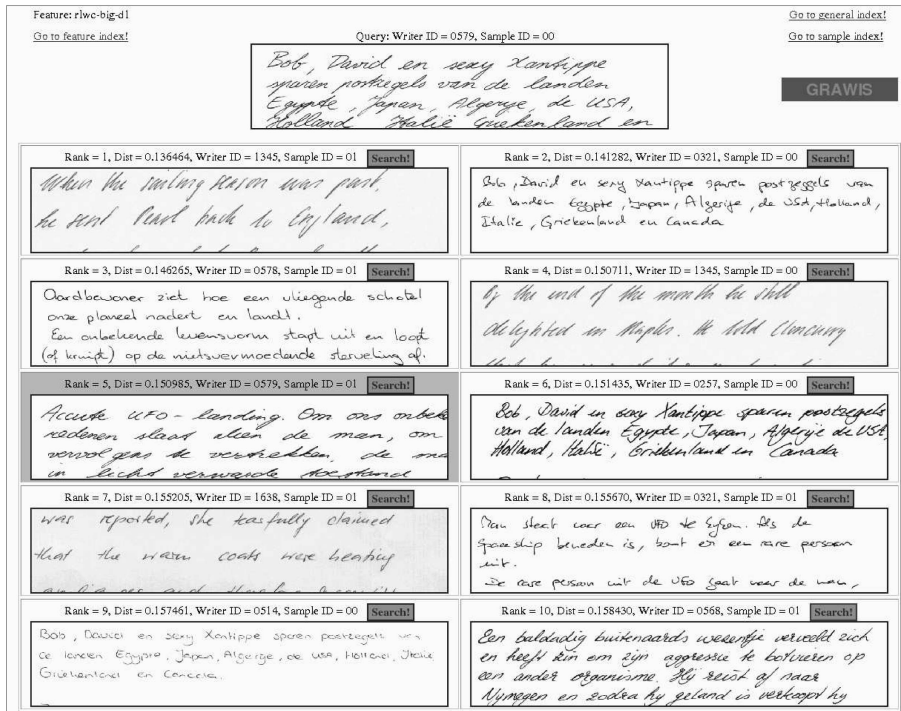 Feature: rlwc-big-d1
Go to general index!
Go to feature index!
Query: Writer ID = 0579, Sample ID = 00
Go to sample index!
Bob, David en sexy Xantippe
sparen postzegels van de landen
Egypte, Japan, Algerije, de USA,
Holland Italië Griekenland en
GRAWIS
Rank = 1, Dist = 0.136464, Writer ID = 1345, Sample ID = 01 Search!
When the sailing season was past,
he sent Pearl back to England,
Rank = 2, Dist = 0.141282, Writer ID = 0321, Sample ID = 00
Bob, David en sexy Xantippe sparen postzegels van
de landen Egypte, Japan, Algerije, de USA, Holland,
Italie, Griekenland en Canada
Rank = 3, Dist = 0.146265, Writer ID = 0578, Sample ID = 01 Search!
Aardbewoner ziet hoe een vliegende schotel
onze planeet nadert en landt.
Een onbekende levensvorm stapt uit en loopt
(of kruipt) op de nietsvermoedende sterveling af.
Rank = 4, Dist = 0.150711, Writer ID = 1345, Sample ID = 00 Search!
By the end of the month he still
delighted in Naples. He told Clencurry
Rank = 5, Dist = 0.150985, Writer ID = 0579, Sample ID = 01 Search!
Accute UFO-landing. Om ons onbeke
redenen slaat alien de man, om
vervolgens te vertrekken, de ma
in licht verwarde toestand
Rank = 6, Dist = 0.151435, Writer ID = 0257, Sample ID = 00 Search!
Bob, David en sexy Xantippe sparen postzegels
van de landen Egypte, Japan, Algerije de USA,
Holland, Italië, Griekenland en Canada
Rank = 7, Dist = 0.155205, Writer ID = 1638, Sample ID = 01 Search!
was reported, she tearfully claimed
that the warm coats were heating
Rank = 8, Dist = 0.155670, Writer ID = 0321, Sample ID = 01 Search!
Man steekt voor een UFO te kijken. Als de
spaceship beneden is, komt er een rare persoon
uit.
De rare persoon uit de UFO gaat naar de man,
Rank = 9, Dist = 0.157461, Writer ID = 0514, Sample ID = 00 Search!
Bob, David en sexy Xantippe sparen postzegels van
de landen Egypte, Japan, Algerije, de USA, Holland, Italie
Griekenland en Canada.
Rank = 10, Dist = 0.158430, Writer ID = 0568, Sample ID = 01 Search!
Een baldadig buitenaards wezentje verveeld zich
en heeft zin om zijn aggressie te botvieren op
een ander organisme. Hij reist af naar
Nijmegen en zodra hij geland is verkoopt hij